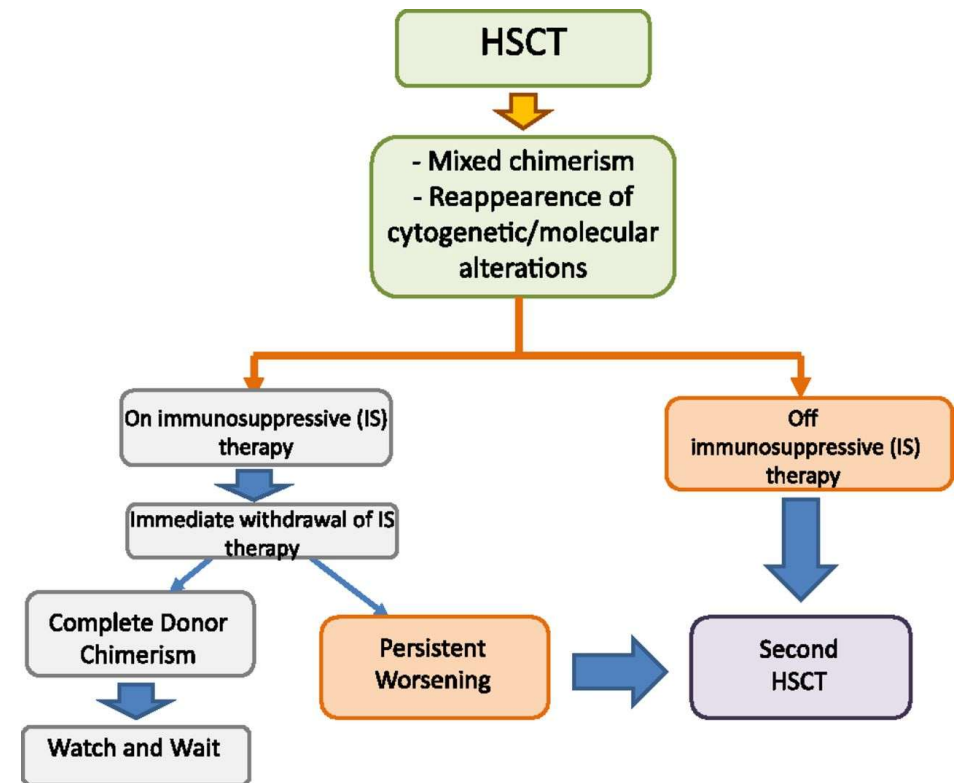 HSCT
- Mixed chimerism
- Reappearence of
cytogenetic/molecular
alterations
On immunosuppressive (IS)
therapy
Off
immunosuppressive (IS)
therapy
Immediate withdrawal of IS
therapy
Complete Donor
Chimerism
Persistent
Worsening
Second
HSCT
Watch and Wait